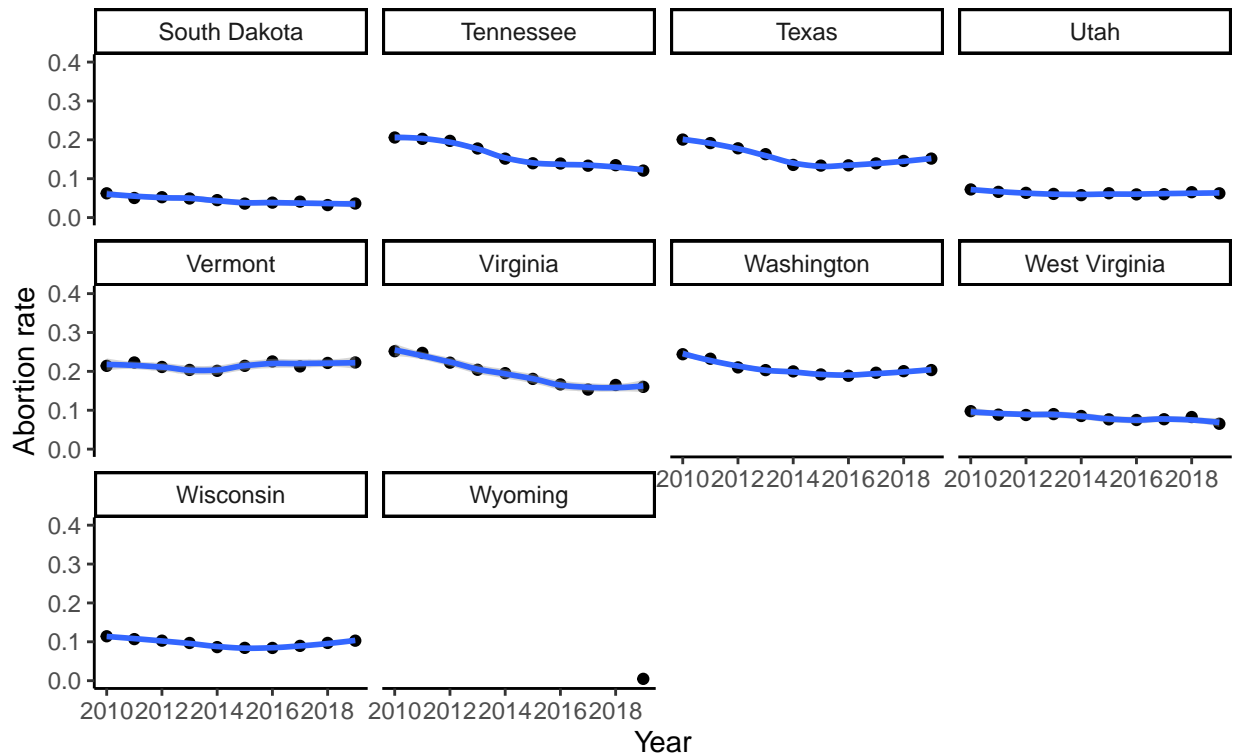 South Dakota
Tennessee
Texas
Utah
0.4
0.3
0.2
0.1
0.0
Vermont
Virginia
Washington
West Virginia
0.4
0.3
0.2
0.1
0.0
2010 2012 2014 2016 2018
2010 2012 2014 2016 2018
Wisconsin
Wyoming
0.4
0.3
0.2
0.1
0.0
2010 2012 2014 2016 2018
2010 2012 2014 2016 2018
Abortion rate
Year